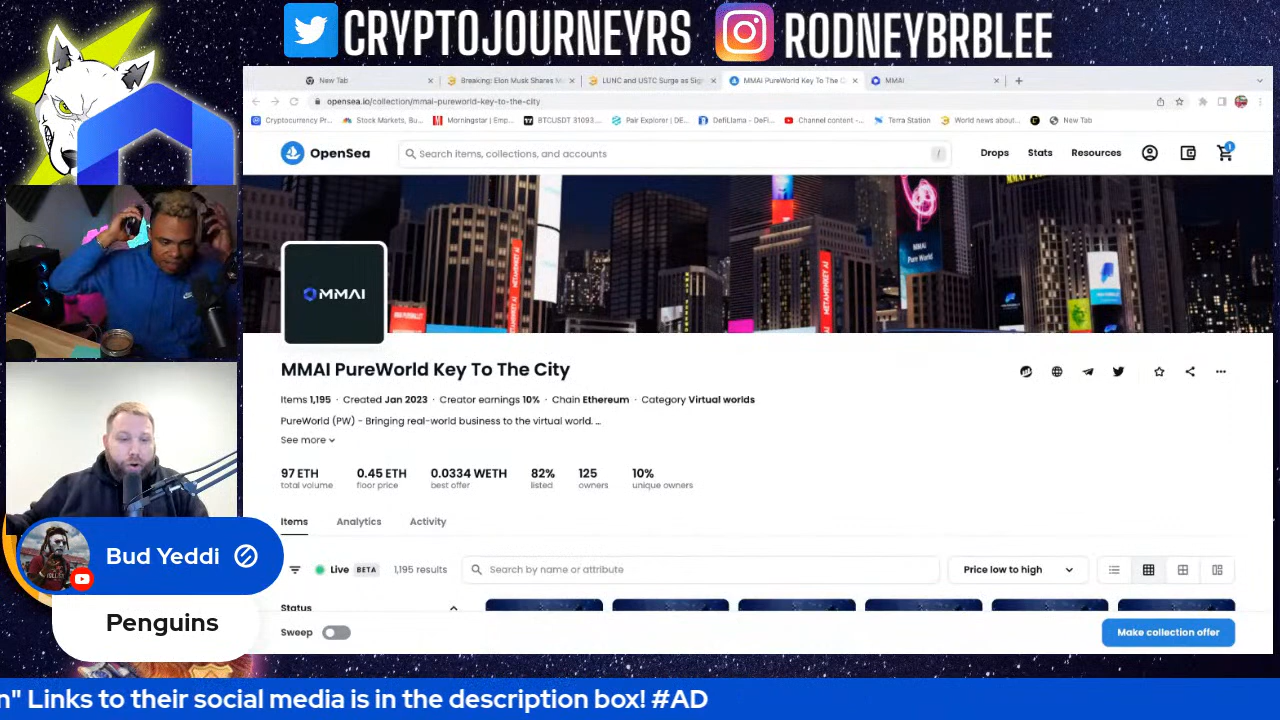 CRYPTOJOURNEYRS RODNEYBRBLEE
New Tab
Breaking: Elon Musk Shares M
LUNC and USTC Surge as Sig
MMAI PureWorld Key To The C
MMAI
opensea.io/collection/mmai-pureworld-key-to-the-city
Cryptocurrency Pr... Stock Markets, Bu... Morningstar | Emp... BTCUSDT 31093.... Pair Explorer | DE... DefiLlama - DeFi... Channel content -... Terra Station World news about... New Tab
OpenSea
Search items, collections, and accounts
/
Drops Stats Resources
1
MMAI
Pure World
METAMARKET AI
MMAI
MMAI PureWorld Key To The City
Items 1,195 · Created Jan 2023 · Creator earnings 10% · Chain Ethereum · Category Virtual worlds
PureWorld (PW) - Bringing real-world business to the virtual world. ...
See more
97 ETH 0.45 ETH 0.0334 WETH 82% 125 10%
total volume floor price best offer listed owners unique owners
Items Analytics Activity
Live BETA 1,195 results Search by name or attribute Price low to high
Status
Sweep Make collection offer
Bud Yeddi
Penguins
n" Links to their social media is in the description box! #AD